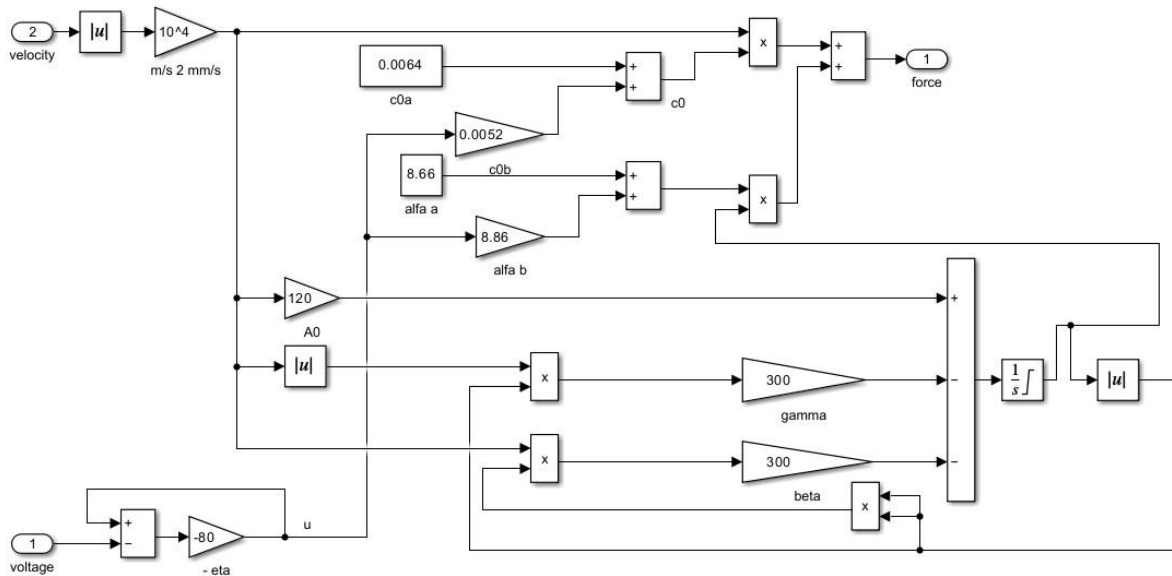 2
velocity
|u|
10^4
m/s 2 mm/s
0.0064
c0a
+
+
c0
x
+
+
1
force
0.0052
c0b
8.66
alfa a
+
+
x
8.86
alfa b
120
A0
+
|u|
x
300
gamma
−
1
s
∫
|u|
x
300
beta
−
x
1
voltage
+
−
-80
- eta
u